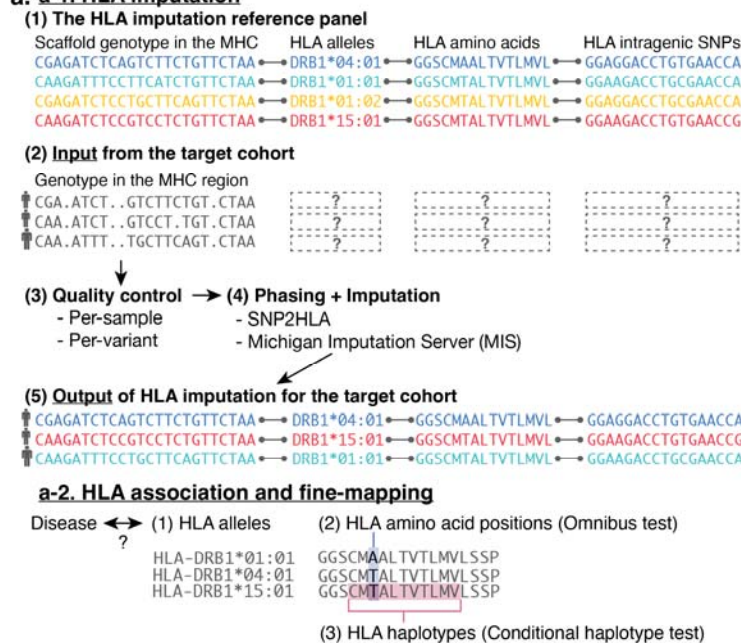 a. a-1. HLA imputation
(1) The HLA imputation reference panel
Scaffold genotype in the MHC HLA alleles HLA amino acids HLA intragenic SNPs
CGAGATCTCAGTCTTCTGTTCTAA DRB1*04:01 GGSCMAALTVTLMVL GGAGGACCTGTGAACCA
CAAGATTTCCTTCATCTGTTCTAA DRB1*01:01 GGSCMTALTVTLMVL GGAAGACCTGCGAACCA
CGAGATCTCCTGCTTCAGTTCTAA DRB1*01:02 GGSCMAALTVTLMVL GGAGGACCTGCGAACCA
CAAGATCTCCGTCCTCTGTTCTAA DRB1*15:01 GGSCMTALTVTLMVL GGAAGACCTGTGAACCG
(2) Input from the target cohort
Genotype in the MHC region
CGA.ATCT..GTCTTCTGT.CTAA ? ? ?
CAA.ATCT..GTCCT.TGT.CTAA ? ? ?
CAA.ATTT..TGCTTCAGT.CTAA ? ? ?
(3) Quality control (4) Phasing + Imputation
- Per-sample - SNP2HLA
- Per-variant - Michigan Imputation Server (MIS)
(5) Output of HLA imputation for the target cohort
CGAGATCTCAGTCTTCTGTTCTAA DRB1*04:01 GGSCMAALTVTLMVL GGAGGACCTGTGAACCA
CAAGATCTCCGTCCTCTGTTCTAA DRB1*15:01 GGSCMTALTVTLMVL GGAAGACCTGTGAACCG
CAAGATTTCCTGCTTCAGTTCTAA DRB1*01:01 GGSCMTALTVTLMVL GGAAGACCTGCGAACCA
a-2. HLA association and fine-mapping
Disease ? (1) HLA alleles (2) HLA amino acid positions (Omnibus test)
HLA-DRB1*01:01 GGSCMAALTVTLMVLSSP
HLA-DRB1*04:01 GGSCMTALTVTLMVLSSP
HLA-DRB1*15:01 GGSCMTALTVTLMVLSSP
(3) HLA haplotypes (Conditional haplotype test)